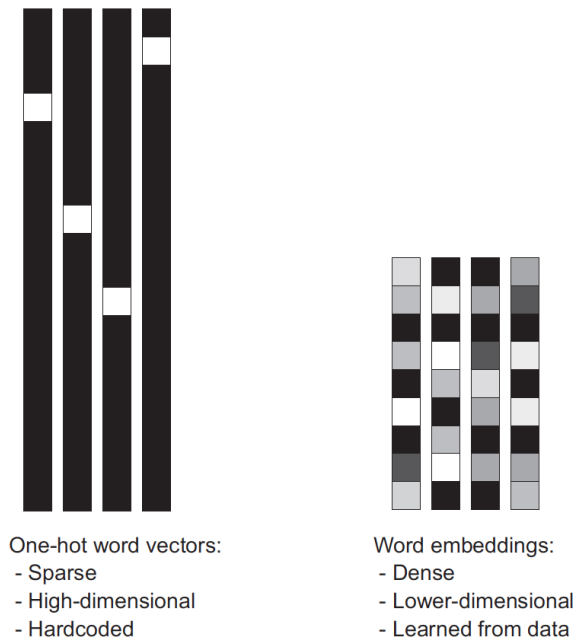 One-hot word vectors:
- Sparse
- High-dimensional
- Hardcoded
Word embeddings:
- Dense
- Lower-dimensional
- Learned from data